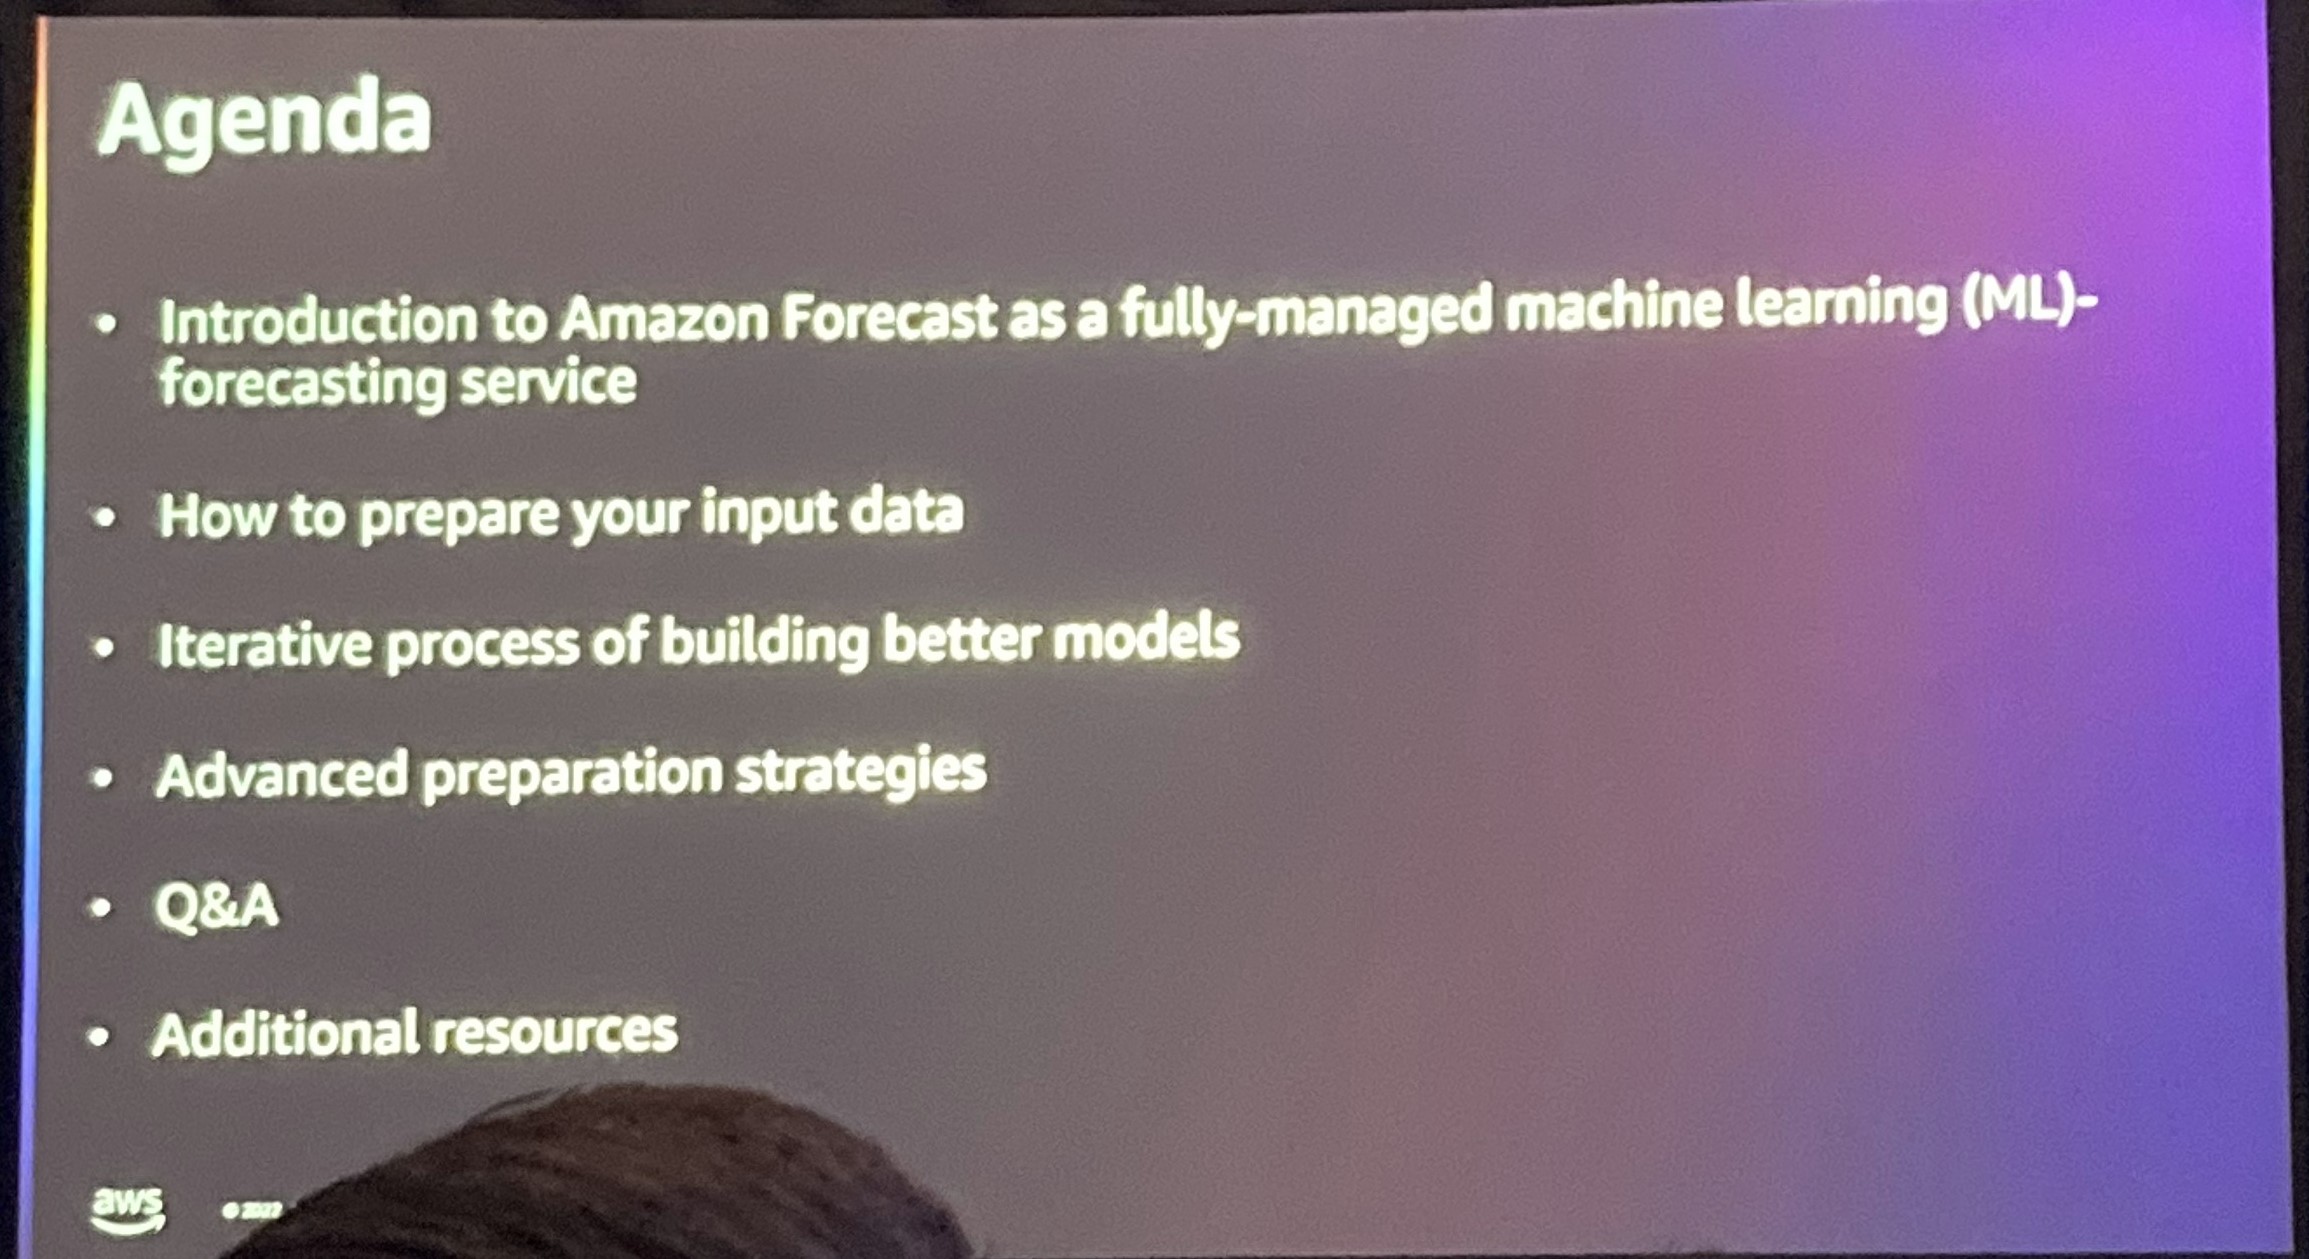 Agenda
• Introduction to Amazon Forecast as a fully-managed machine learning (ML)-
forecasting service
• How to prepare your input data
• Iterative process of building better models
• Advanced preparation strategies
• Q&A
• Additional resources
aws
© 2022